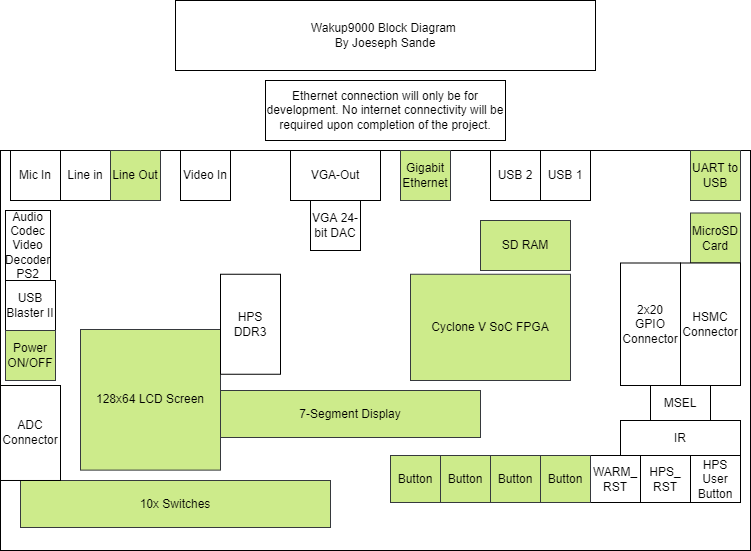 Wakup9000 Block Diagram
By Joeseph Sande
Ethernet connection will only be for
development. No internet connectivity will be
required upon completion of the project.
Mic In
Line in
Line Out
Video In
VGA-Out
Gigabit
Ethernet
USB 2
USB 1
UART to
USB
Audio
Codec
Video
Decoder
PS2
VGA 24-
bit DAC
SD RAM
MicroSD
Card
USB
Blaster II
HPS
DDR3
Cyclone V SoC FPGA
2x20
GPIO
Connector
HSMC
Connector
Power
ON/OFF
128x64 LCD Screen
7-Segment Display
MSEL
ADC
Connector
IR
Button
Button
Button
Button
WARM_
RST
HPS_
RST
HPS
User
Button
10x Switches